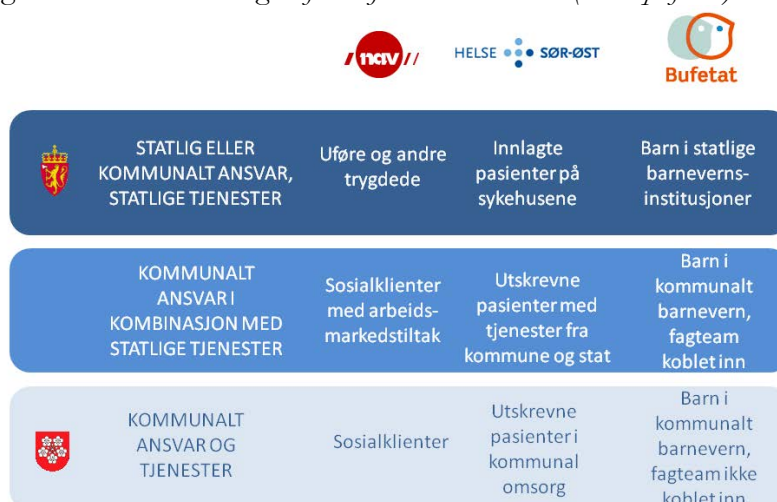 nav
HELSE SØR-ØST
Bufetat
STATLIG ELLER
KOMMUNALT ANSVAR,
STATLIGE TJENESTER
Uføre og andre
trygdede
Innlagte
pasienter på
sykehusene
Barn i statlige
barneverns-
institusjoner
KOMMUNALT
ANSVAR I
KOMBINASJON MED
STATLIGE TJENESTER
Sosialklienter
med arbeids-
markedstiltak
Utskrevne
pasienter med
tjenester fra
kommune og stat
Barn i
kommunalt
barnevern,
fagteam
koblet inn
KOMMUNALT
ANSVAR OG
TJENESTER
Sosialklienter
Utskrevne
pasienter i
kommunal
omsorg
Barn i
kommunalt
barnevern,
fagteam ikke
koblet inn